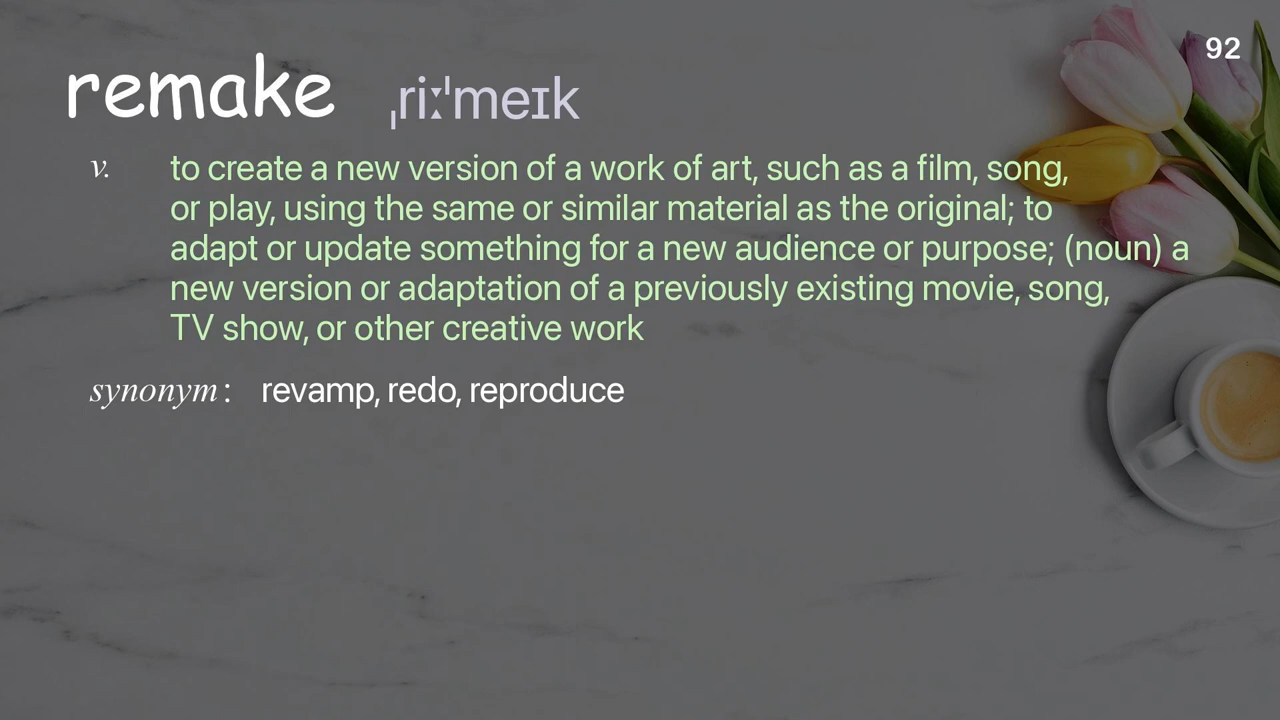 92
remake ˌriːˈmeɪk
v. to create a new version of a work of art, such as a film, song,
or play, using the same or similar material as the original; to
adapt or update something for a new audience or purpose; (noun) a
new version or adaptation of a previously existing movie, song,
TV show, or other creative work
synonym : revamp, redo, reproduce